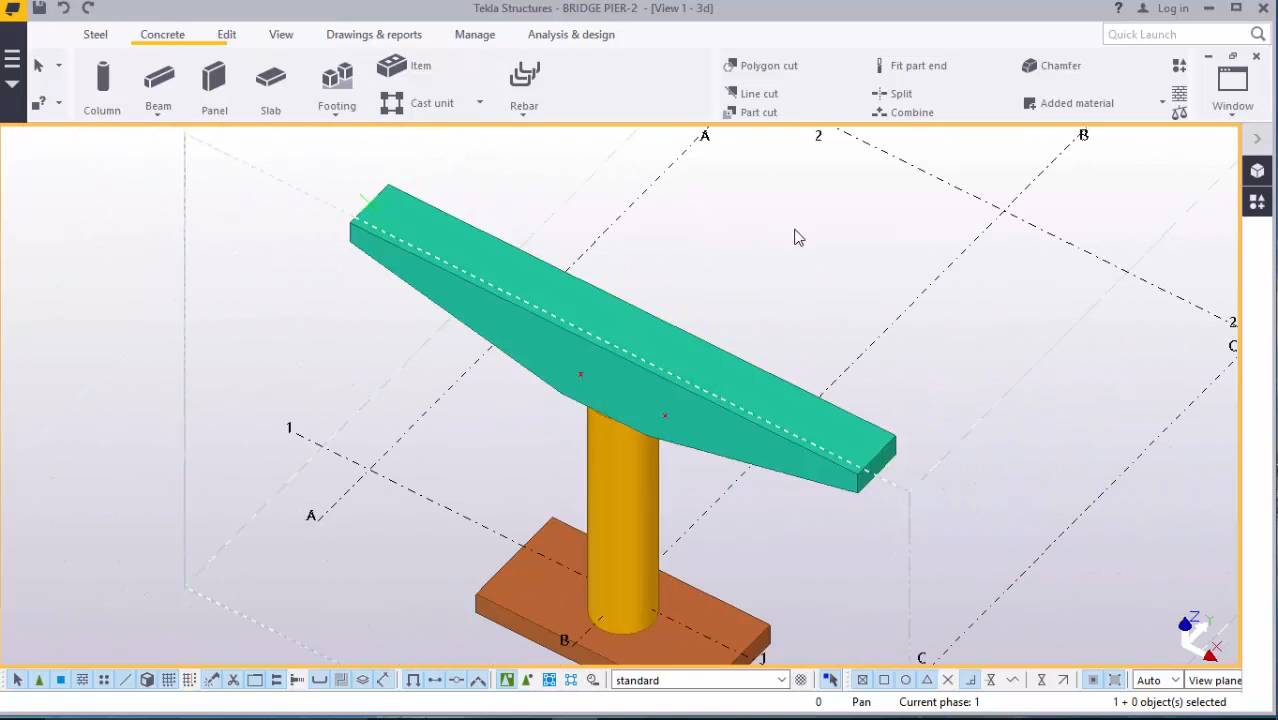 Tekla Structures - BRIDGE PIER-2 - [View 1 - 3d]
? Log in
Steel Concrete Edit View Drawings & reports Manage Analysis & design
Quick Launch
Column Beam Panel Slab Footing Item Cast unit Rebar
Polygon cut Fit part end Chamfer
Line cut Split Added material
Part cut Combine
Window
A 2 B
2
C
1
A
B J C
Z
Y
X
standard
Auto View plane
0 Pan Current phase: 1 1 + 0 object(s) selected